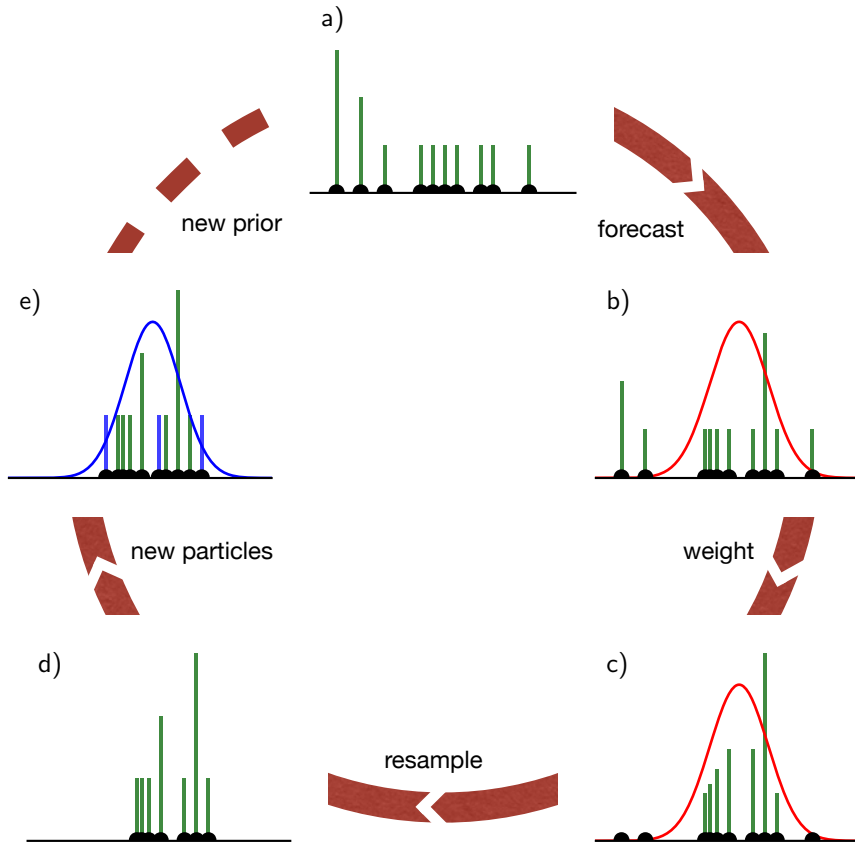 a)
new prior
forecast
e)
b)
new particles
weight
d)
c)
resample